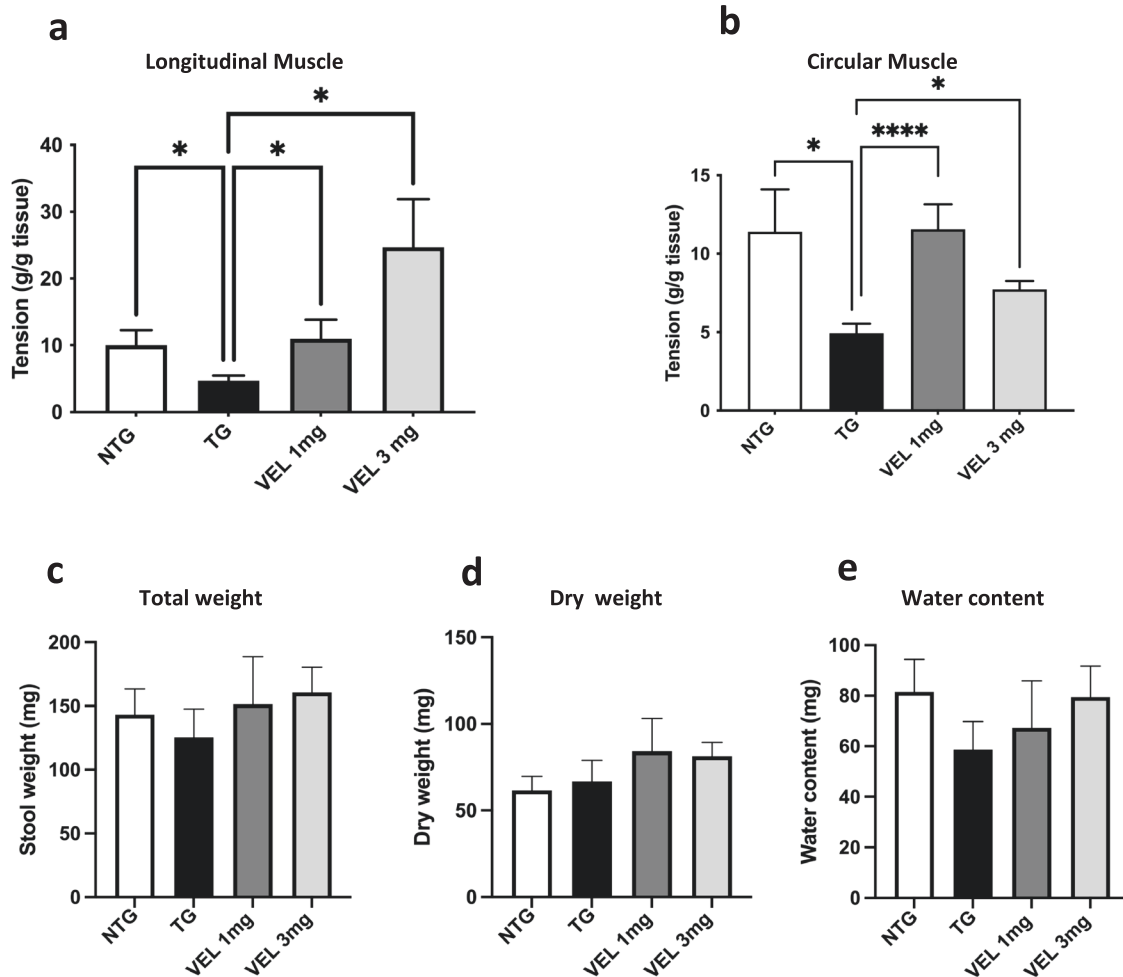 a
Longitudinal Muscle
*
*
*
Tension (g/g tissue)
40
30
20
10
0
NTG
TG
VEL 1mg
VEL 3 mg
b
Circular Muscle
*
****
*
Tension (g/g tissue)
15
10
5
0
NTG
TG
VEL 1mg
VEL 3 mg
c
Total weight
Stool weight (mg)
200
150
100
50
0
NTG
TG
VEL 1mg
VEL 3mg
d
Dry weight
Dry weight (mg)
150
100
50
0
NTG
TG
VEL 1mg
VEL 3mg
e
Water content
Water content (mg)
100
80
60
40
20
0
NTG
TG
VEL 1mg
VEL 3mg